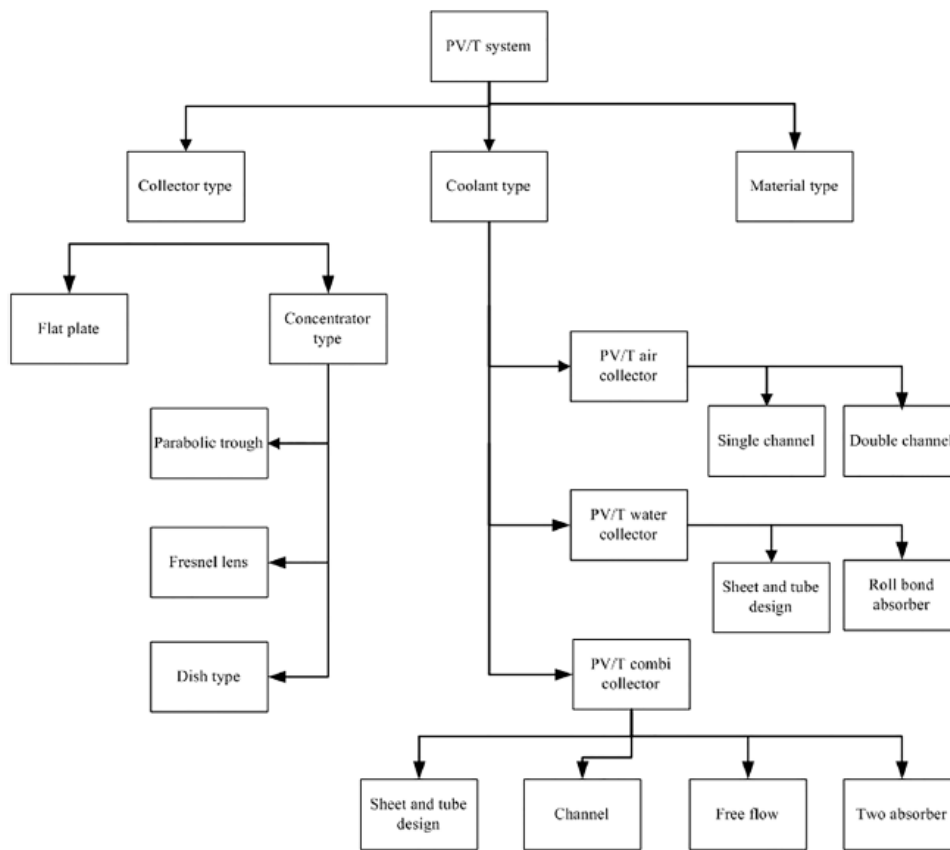 PV/T system
Collector type
Coolant type
Material type
Flat plate
Concentrator
type
PV/T air
collector
Parabolic trough
Single channel
Double channel
PV/T water
collector
Fresnel lens
Sheet and tube
design
Roll bond
absorber
Dish type
PV/T combi
collector
Sheet and tube
design
Channel
Free flow
Two absorber